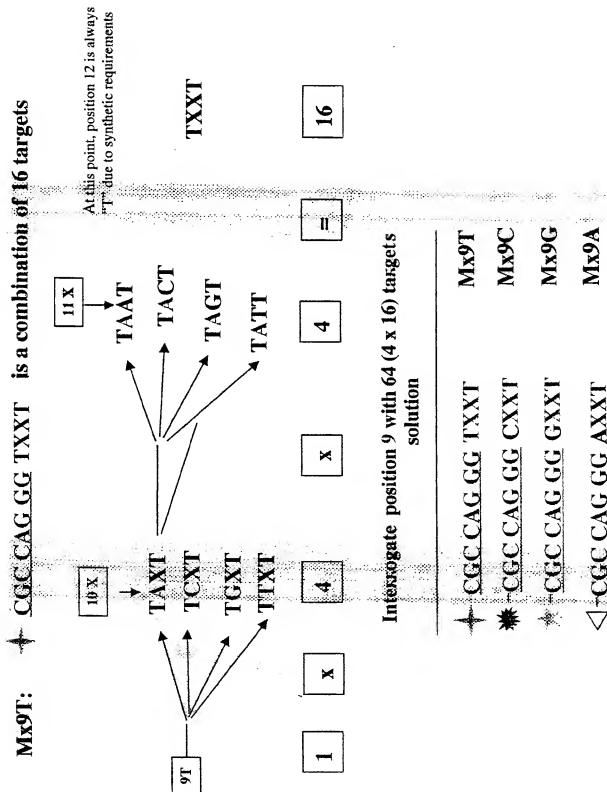 Mx9T: CGC CAG GG TXXT is a combination of 16 targets
At this point, position 12 is always
"T" due to synthetic requirements
10 X
11 X
9T
TAXT
TCXT
TGXT
TTXT
TAAT
TACT
TAGT
TATT
TXXT
1 x 4 x 4 = 16
Interrogate position 9 with 64 (4 x 16) targets
solution
CGC CAG GG TXXT Mx9T
CGC CAG GG CXXT Mx9C
CGC CAG GG GXXT Mx9G
CGC CAG GG AXXT Mx9A